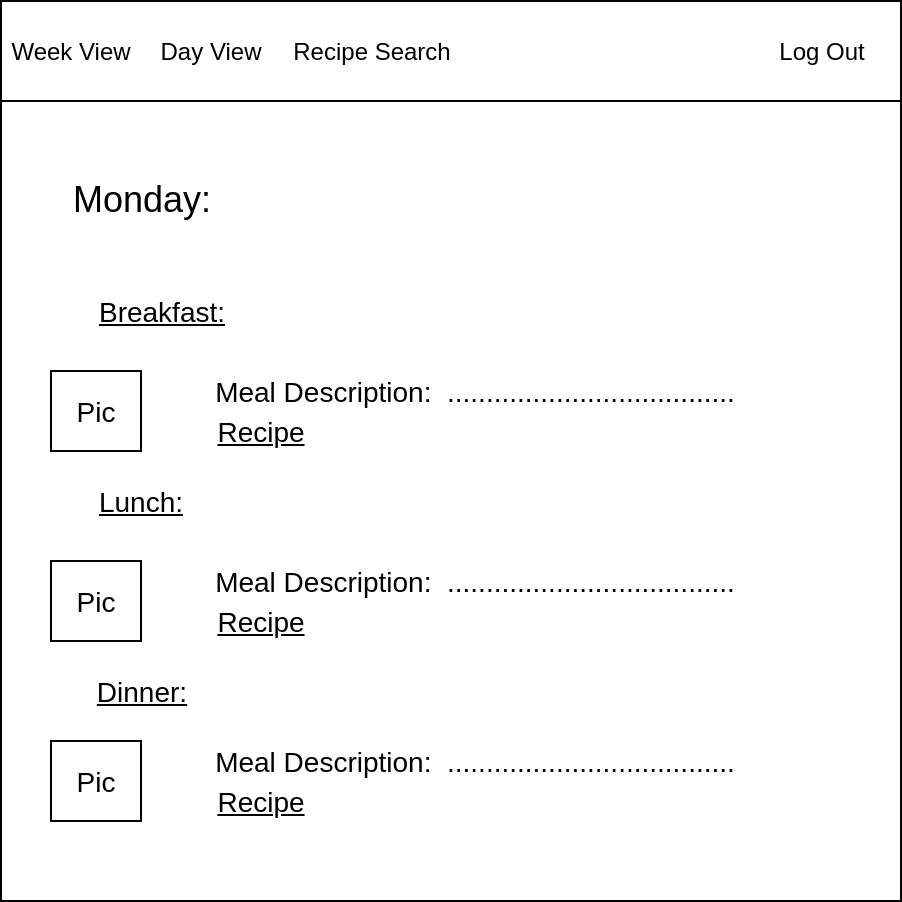 Week View Day View Recipe Search Log Out
Monday:
Breakfast:
Pic
Meal Description: .....................................
Recipe
Lunch:
Pic
Meal Description: .....................................
Recipe
Dinner:
Pic
Meal Description: .....................................
Recipe